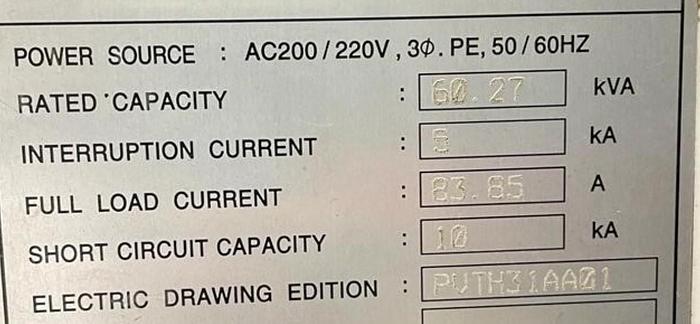 POWER SOURCE : AC200/220V, 3Φ. PE, 50/60HZ
RATED CAPACITY : 60.27 kVA
INTERRUPTION CURRENT : 5 kA
FULL LOAD CURRENT : 83.85 A
SHORT CIRCUIT CAPACITY : 10 kA
ELECTRIC DRAWING EDITION : PVTH31AA01